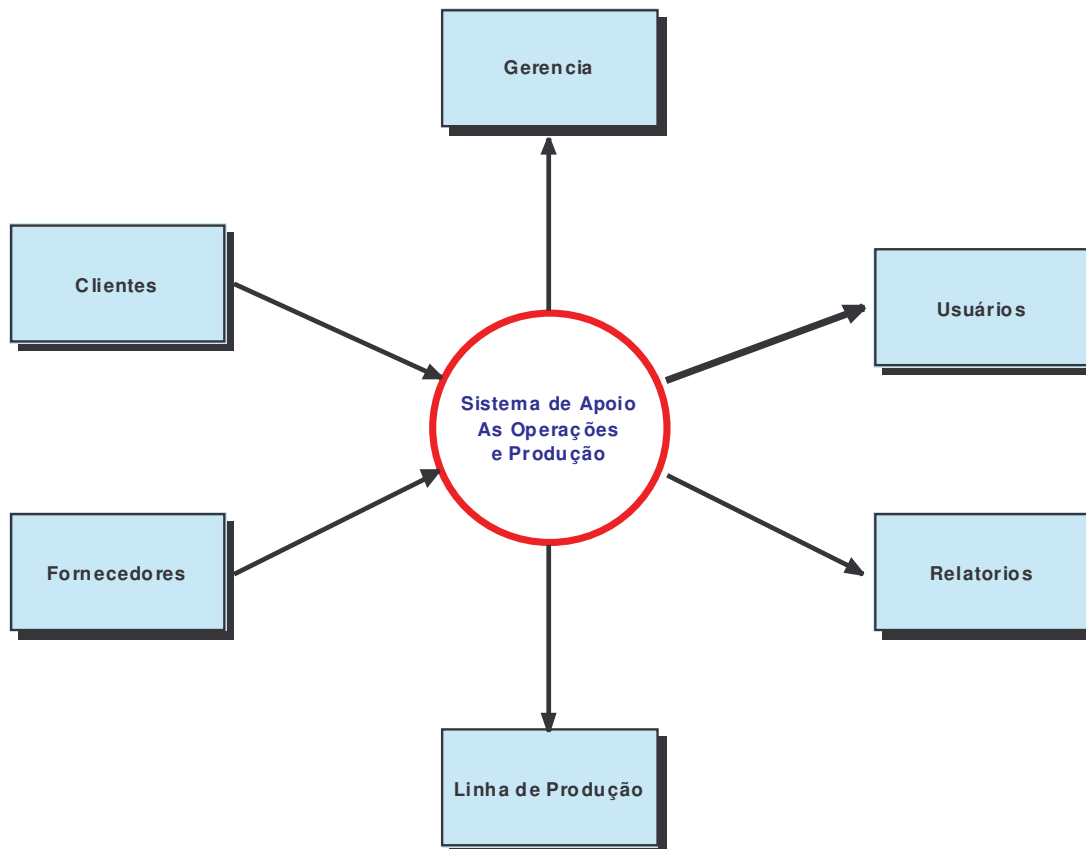 Gerencia
Clientes
Usuários
Sistema de Apoio
As Operações
e Produção
Fornecedores
Relatorios
Linha de Produção